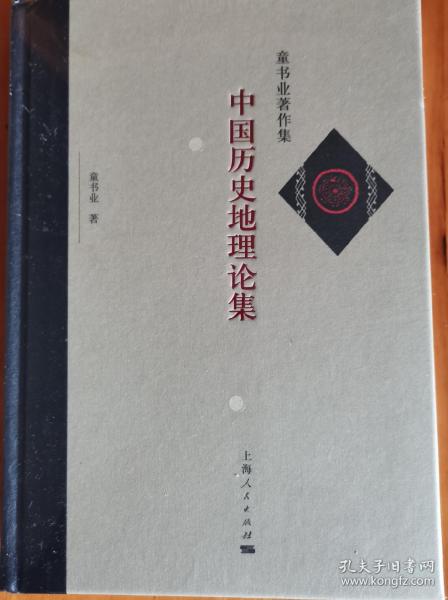 童书业著作集
中国历史地理论集
童书业 著
上海人民出版社
孔夫子旧书网
book.kongfz.com